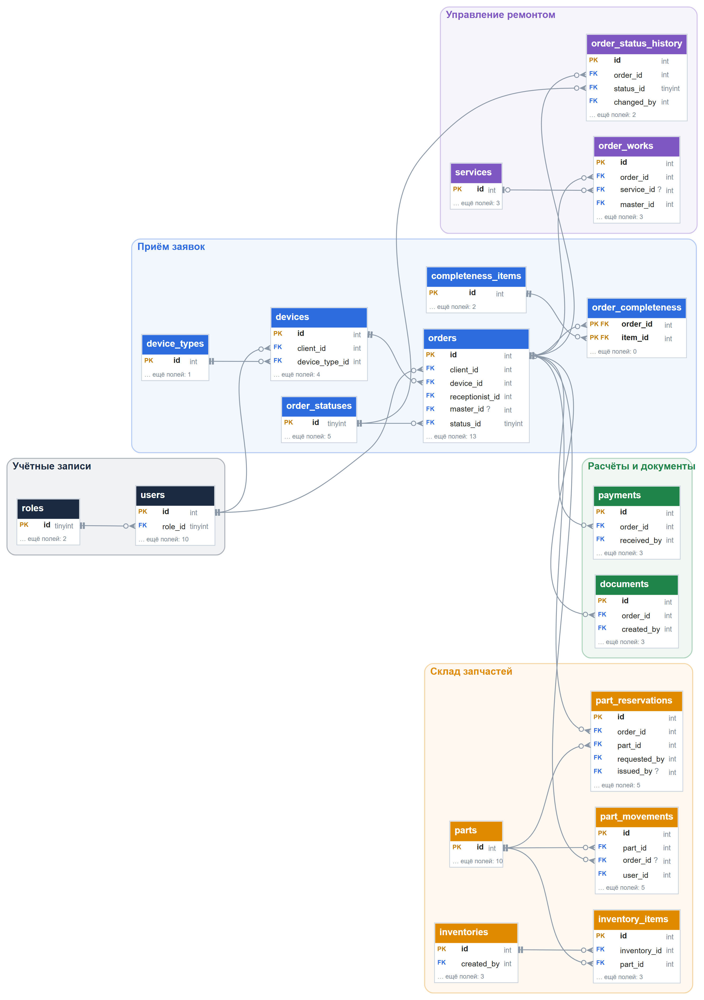 Управление ремонтом
order_status_history
PK id int
FK order_id int
FK status_id tinyint
FK changed_by int
... ещё полей: 2
order_works
PK id int
FK order_id int
FK service_id ? int
FK master_id int
... ещё полей: 3
services
PK id int
... ещё полей: 3
Приём заявок
completeness_items
PK id int
... ещё полей: 2
order_completeness
PK FK order_id int
PK FK item_id int
... ещё полей: 0
devices
PK id int
FK client_id int
FK device_type_id int
... ещё полей: 4
device_types
PK id int
... ещё полей: 1
orders
PK id int
FK client_id int
FK device_id int
FK receptionist_id int
FK master_id ? int
FK status_id tinyint
... ещё полей: 13
order_statuses
PK id tinyint
... ещё полей: 5
Учётные записи
users
PK id int
FK role_id tinyint
... ещё полей: 10
roles
PK id tinyint
... ещё полей: 2
Расчёты и документы
payments
PK id int
FK order_id int
FK received_by int
... ещё полей: 3
documents
PK id int
FK order_id int
FK created_by int
... ещё полей: 3
Склад запчастей
part_reservations
PK id int
FK order_id int
FK part_id int
FK requested_by int
FK issued_by ? int
... ещё полей: 5
part_movements
PK id int
FK part_id int
FK order_id ? int
FK user_id int
... ещё полей: 5
parts
PK id int
... ещё полей: 10
inventory_items
PK id int
FK inventory_id int
FK part_id int
... ещё полей: 3
inventories
PK id int
FK created_by int
... ещё полей: 3